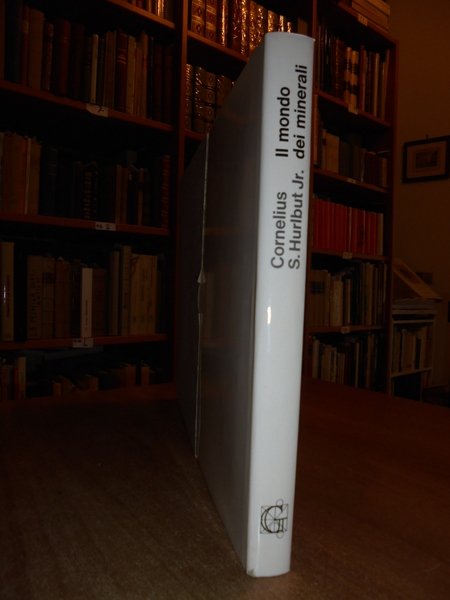 Cornelius
S. Hurlbut Jr.
Il mondo
dei minerali
G